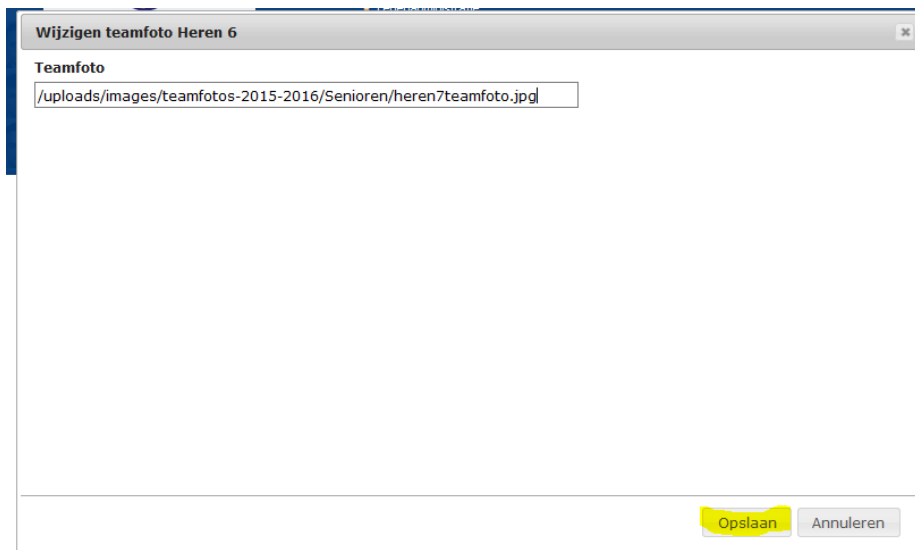 Wijzigen teamfoto Heren 6
Teamfoto
/uploads/images/teamfotos-2015-2016/Senioren/heren7teamfoto.jpg
Opslaan Annuleren